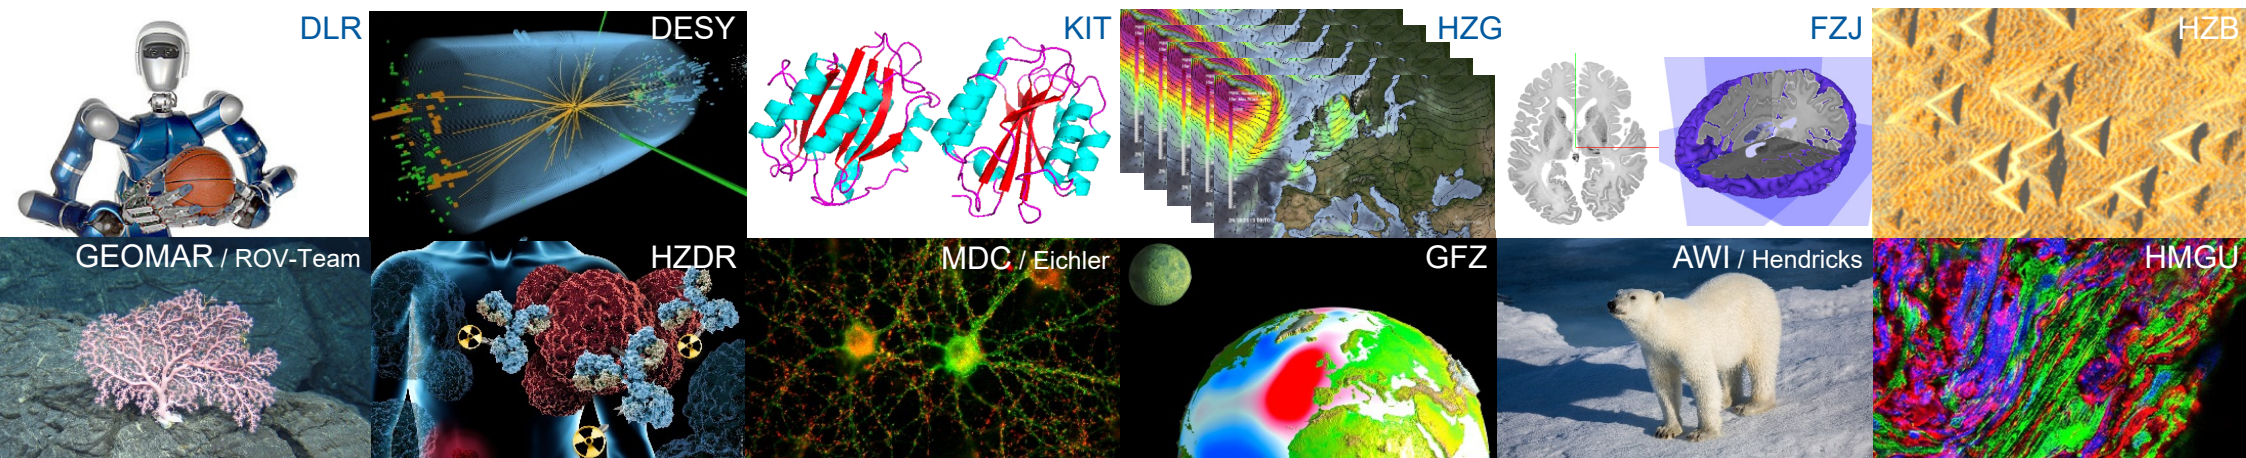 DLR
DESY
KIT
HZG
FZJ
HZB
GEOMAR / ROV-Team
HZDR
MDC / Eichler
GFZ
AWI / Hendricks
HMGU